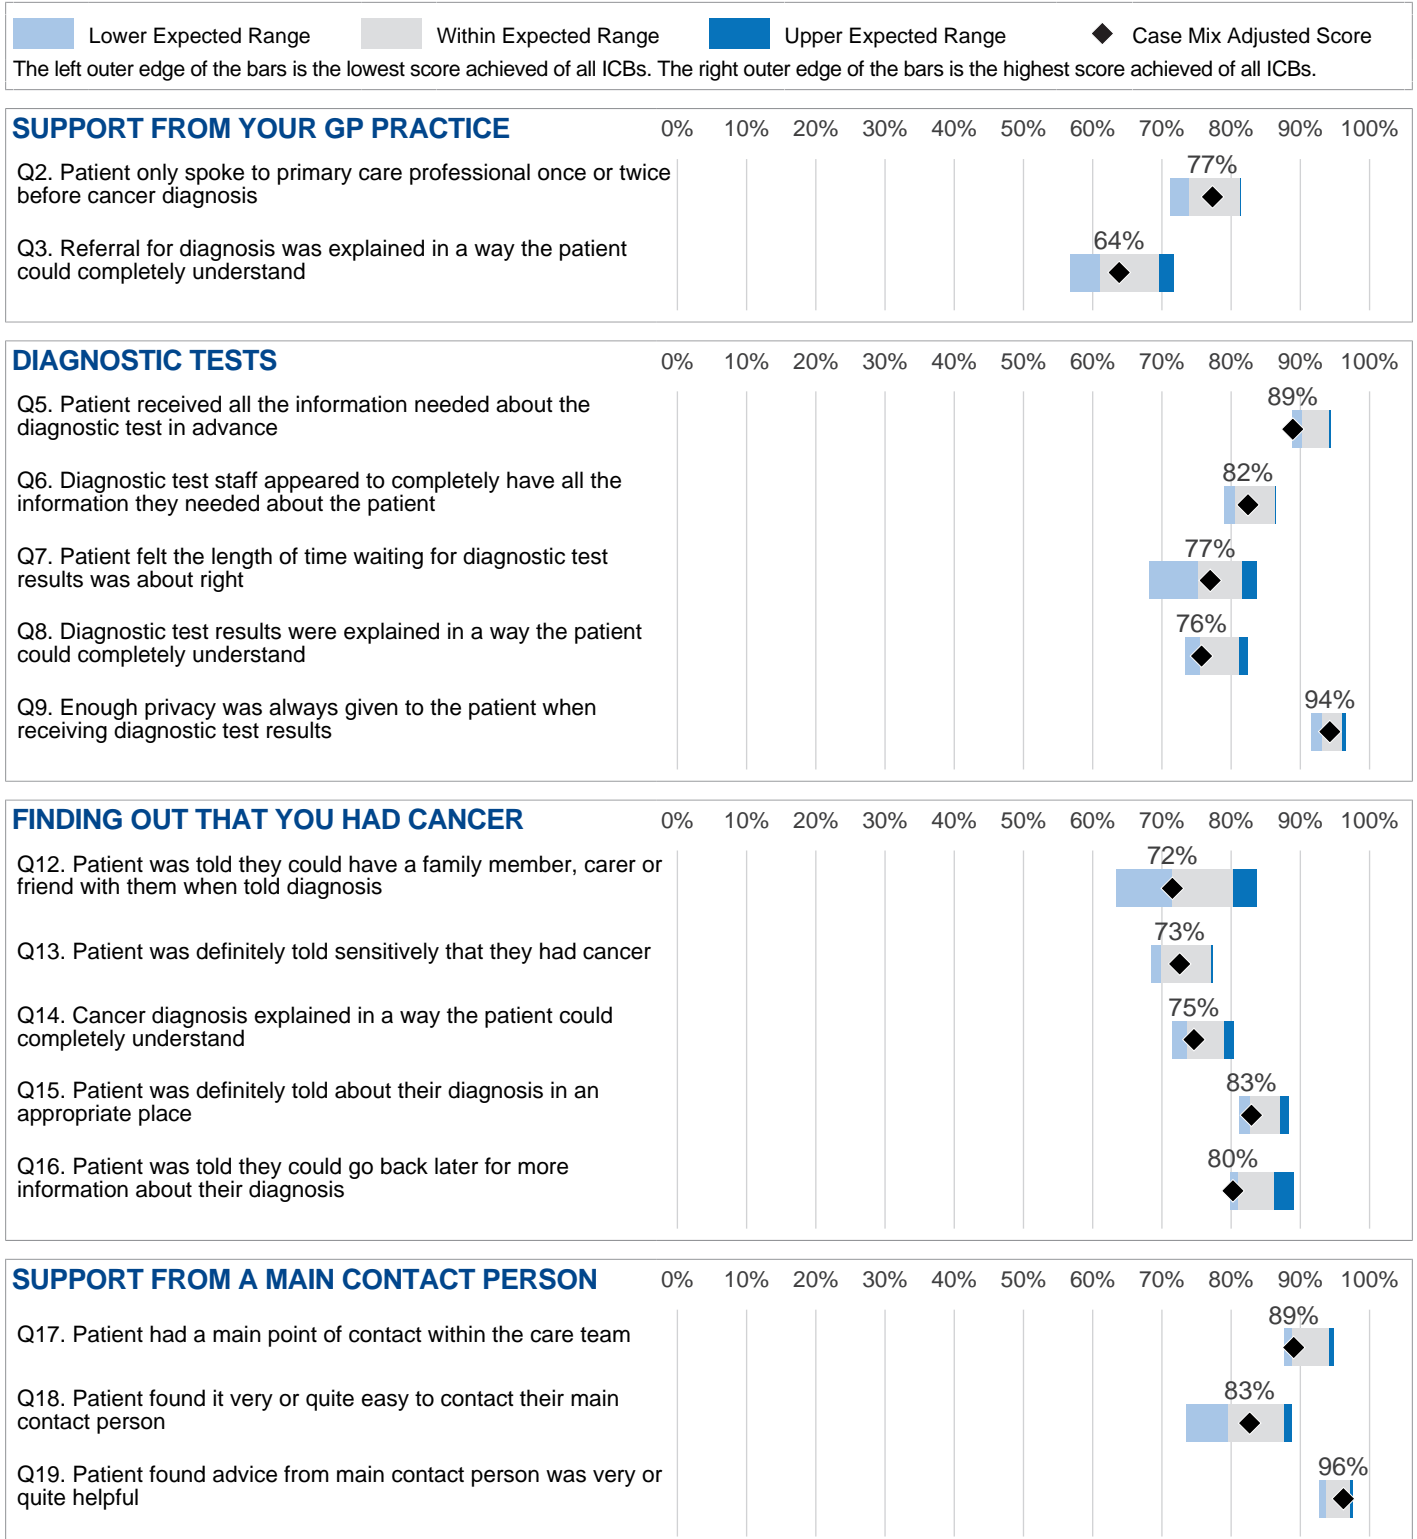 Lower Expected Range Within Expected Range Upper Expected Range Case Mix Adjusted Score
The left outer edge of the bars is the lowest score achieved of all ICBs. The right outer edge of the bars is the highest score achieved of all ICBs.
SUPPORT FROM YOUR GP PRACTICE 0% 10% 20% 30% 40% 50% 60% 70% 80% 90% 100%
77%
Q2. Patient only spoke to primary care professional once or twice
before cancer diagnosis
64%
Q3. Referral for diagnosis was explained in a way the patient
could completely understand
DIAGNOSTIC TESTS 0% 10% 20% 30% 40% 50% 60% 70% 80% 90% 100%
89%
Q5. Patient received all the information needed about the
diagnostic test in advance
82%
Q6. Diagnostic test staff appeared to completely have all the
information they needed about the patient
77%
Q7. Patient felt the length of time waiting for diagnostic test
results was about right
76%
Q8. Diagnostic test results were explained in a way the patient
could completely understand
94%
Q9. Enough privacy was always given to the patient when
receiving diagnostic test results
FINDING OUT THAT YOU HAD CANCER 0% 10% 20% 30% 40% 50% 60% 70% 80% 90% 100%
72%
Q12. Patient was told they could have a family member, carer or
friend with them when told diagnosis
73%
Q13. Patient was definitely told sensitively that they had cancer
75%
Q14. Cancer diagnosis explained in a way the patient could
completely understand
83%
Q15. Patient was definitely told about their diagnosis in an
appropriate place
80%
Q16. Patient was told they could go back later for more
information about their diagnosis
SUPPORT FROM A MAIN CONTACT PERSON 0% 10% 20% 30% 40% 50% 60% 70% 80% 90% 100%
89%
Q17. Patient had a main point of contact within the care team
83%
Q18. Patient found it very or quite easy to contact their main
contact person
96%
Q19. Patient found advice from main contact person was very or
quite helpful